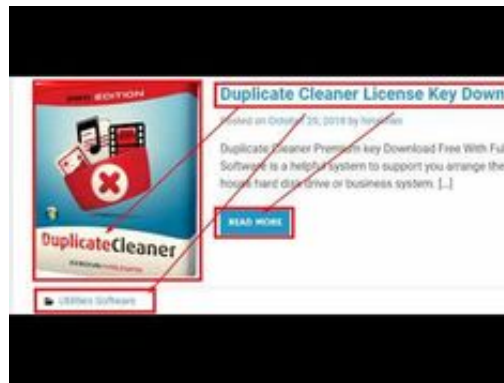 PRO EDITION
DuplicateCleaner
Utilities Software
Duplicate Cleaner License Key Down
Posted on October 25, 2018 by
Duplicate Cleaner Premium key Download Free With Ful
Software is a helpful system to support you arrange the
house hard disk drive or business system. [...]
READ MORE